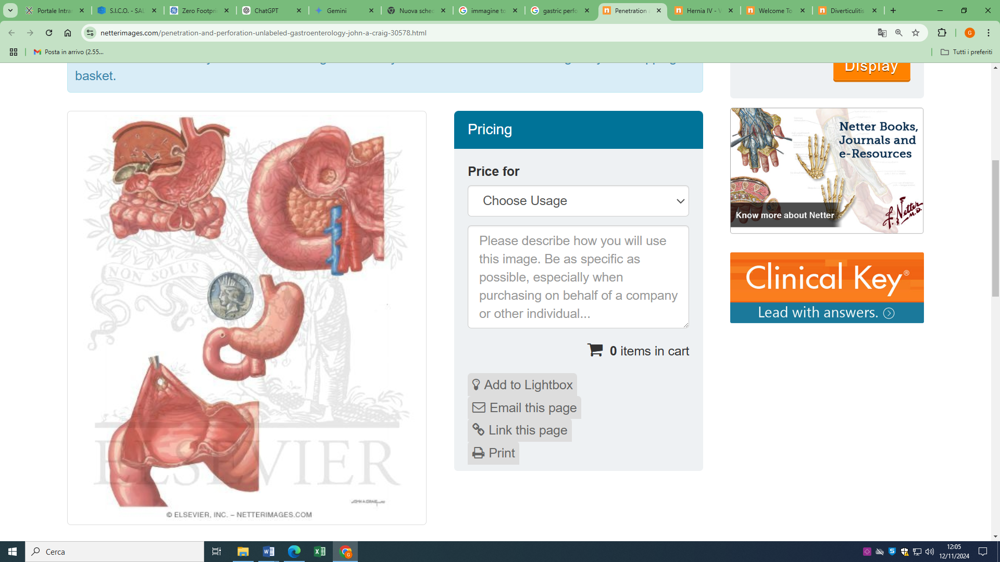 Portale Intra
S.I.C.O. - SAL
Zero Footpri
ChatGPT
Gemini
Nuova sched
immagine to
gastric perfo
Penetration
Hernia IV - V
Welcome To
Diverticulitis
netterimages.com/penetration-and-perforation-unlabeled-gastroenterology-john-a-craig-30578.html
G
Posta in arrivo (2.55...
Tutti i preferiti
basket.
Display
Pricing
Price for
Choose Usage
Please describe how you will use
this image. Be as specific as
possible, especially when
purchasing on behalf of a company
or other individual...
0 items in cart
Add to Lightbox
Email this page
Link this page
Print
NON SOLUS
ELSEVIER
JOHN A.CRAIG_MD
© ELSEVIER, INC. – NETTERIMAGES.COM
Netter Books,
Journals and
e-Resources
Know more about Netter
F. Netter
M.D.
Clinical Key®
Lead with answers.
Cerca
12:05
12/11/2024